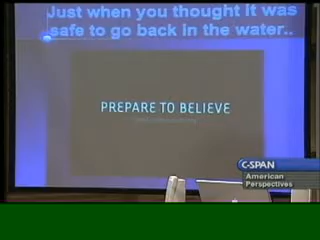 Just when you thought it was
safe to go back in the water..
PREPARE TO BELIEVE
C-SPAN
American
Perspectives